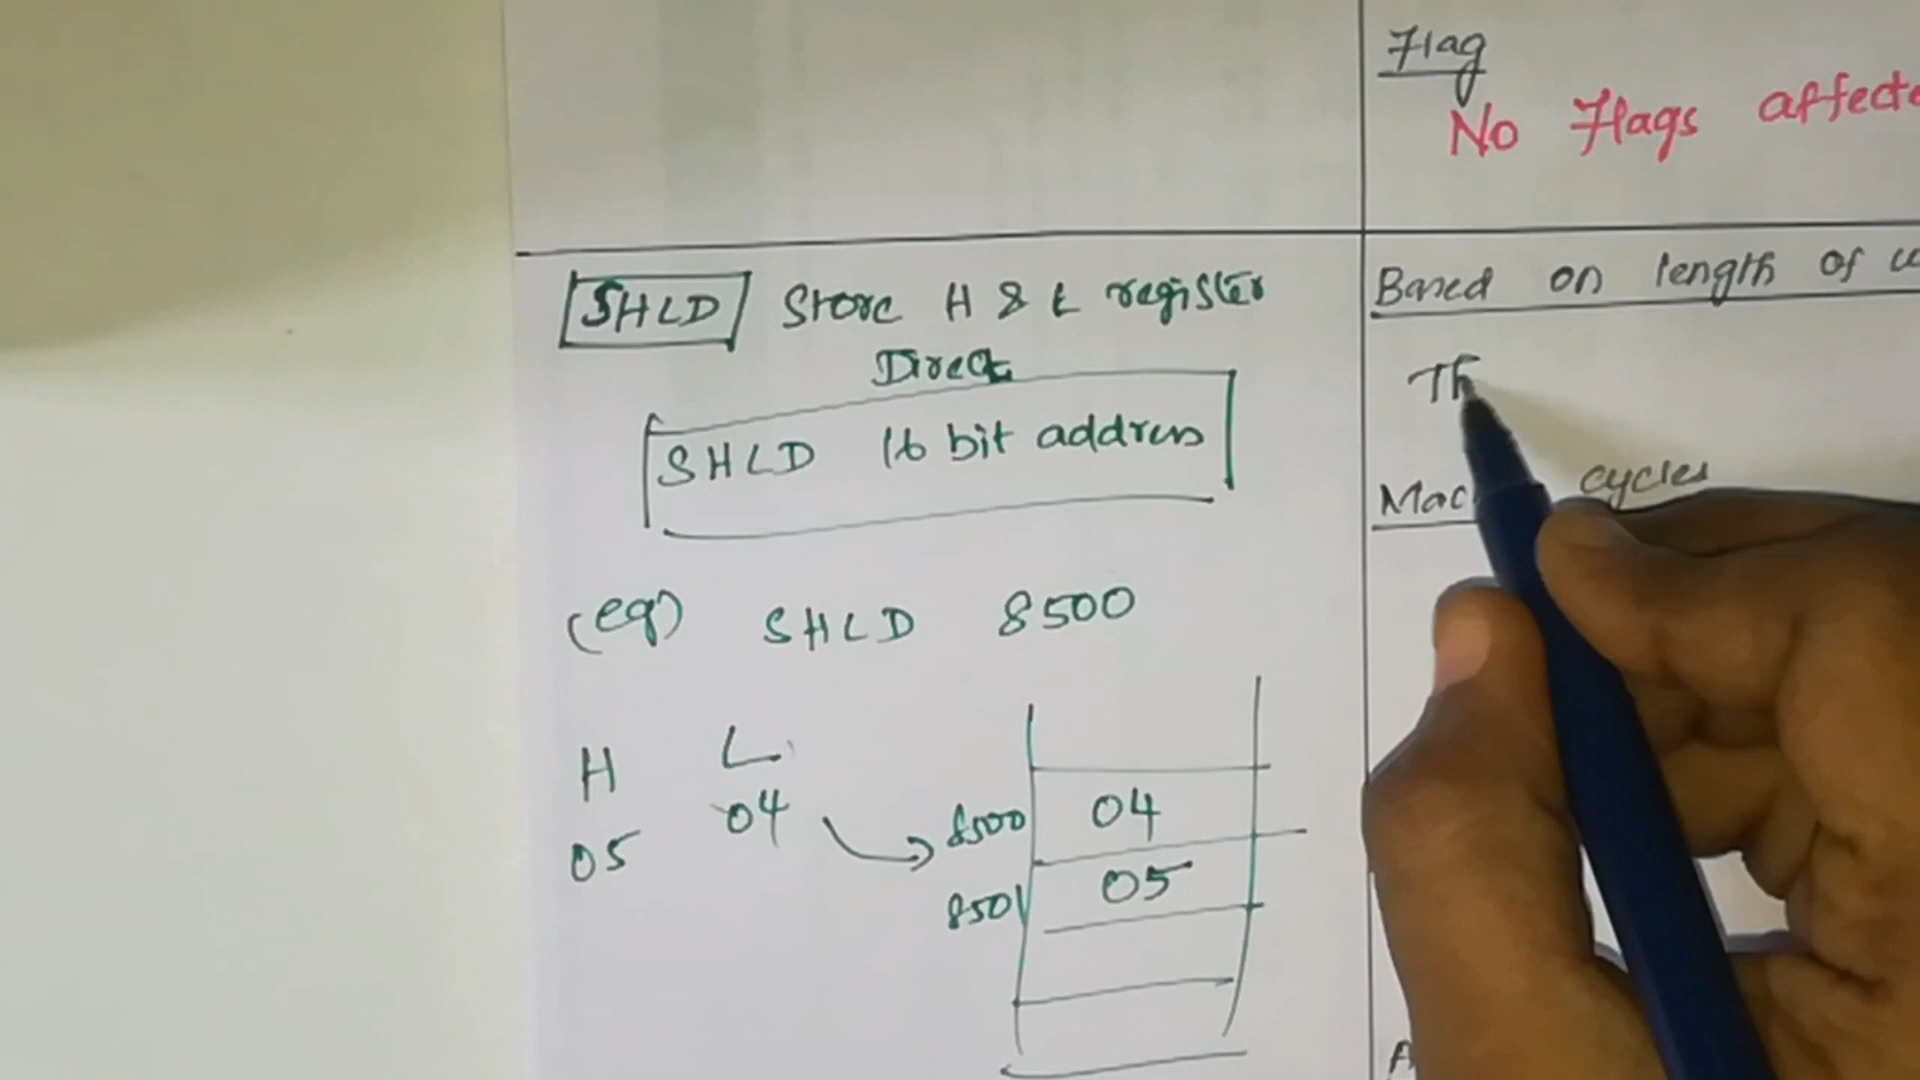 Flag
No Flags affecte
SHLD Store H & L register
Direct
SHLD 16 bit address
(eg) SHLD 8500
H L
05 04
8500 04
8501 05
Based on length of
Th
Mac cycles
A